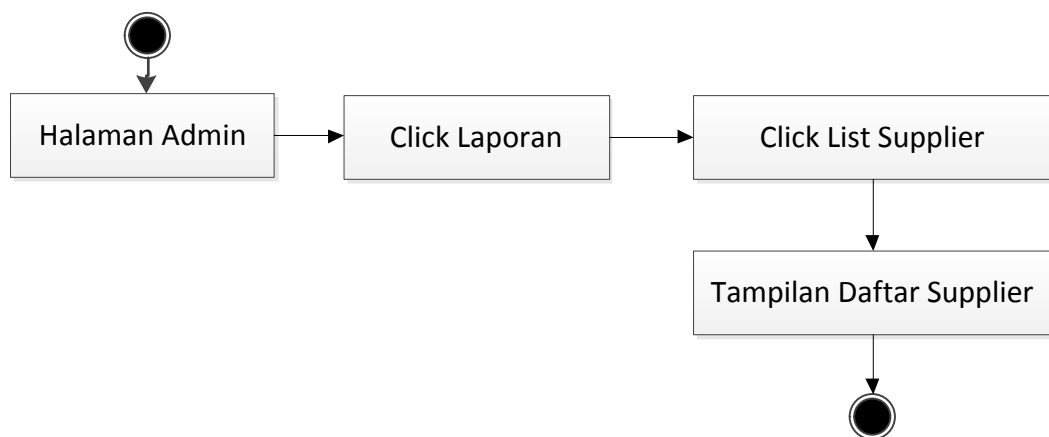 Halaman Admin
Click Laporan
Click List Supplier
Tampilan Daftar Supplier